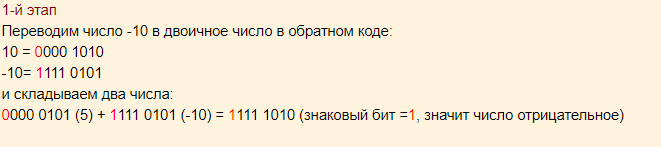 1-й этап
Переводим число -10 в двоичное число в обратном коде:
10 = 0000 1010
-10= 1111 0101
и складываем два числа:
0000 0101 (5) + 1111 0101 (-10) = 1111 1010 (знаковый бит =1, значит число отрицательное)